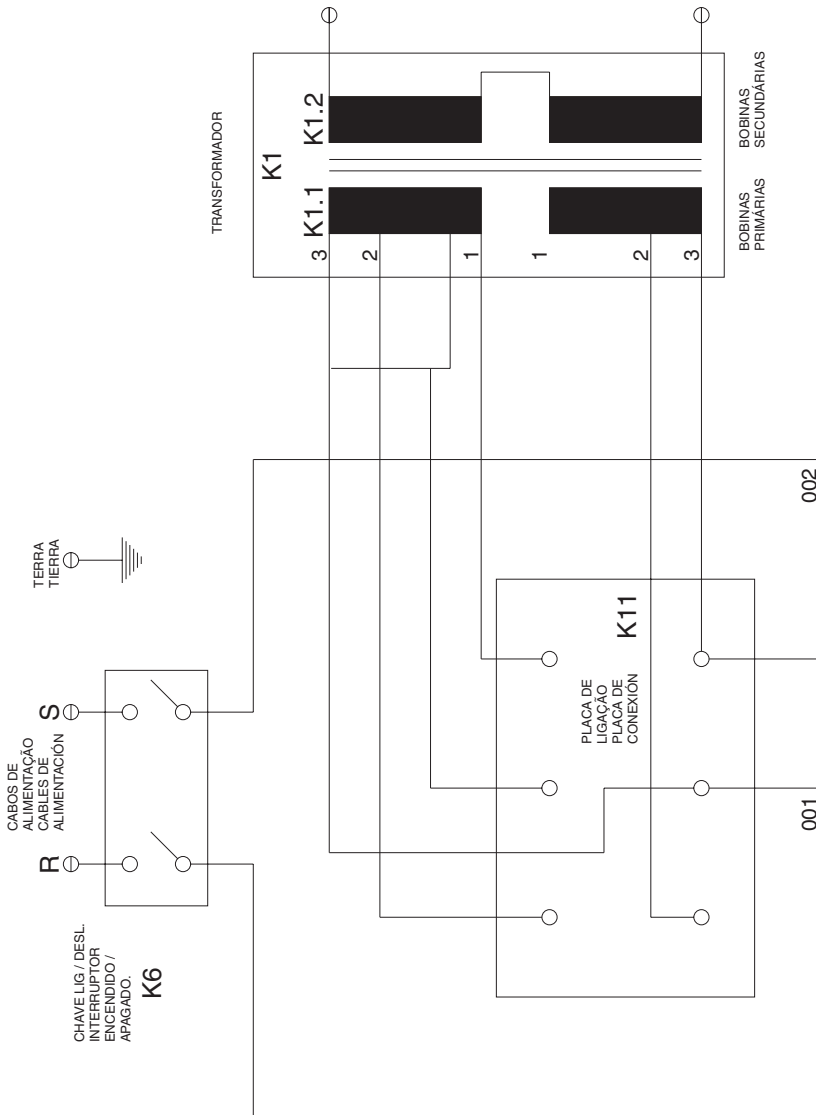 TRANSFORMADOR
K1
K1.2
K1.1
3
2
1
1
2
3
BOBINAS
SECUNDÁRIAS
BOBINAS
PRIMÁRIAS
TERRA
TIERRA
CABOS DE
ALIMENTAÇÃO
CABLES DE
ALIMENTACIÓN
R
S
CHAVE LIG / DESL.
INTERRUPTOR
ENCENDIDO /
APAGADO.
K6
PLACA DE
LIGAÇÃO
PLACA DE
CONEXIÓN
K11
001
002